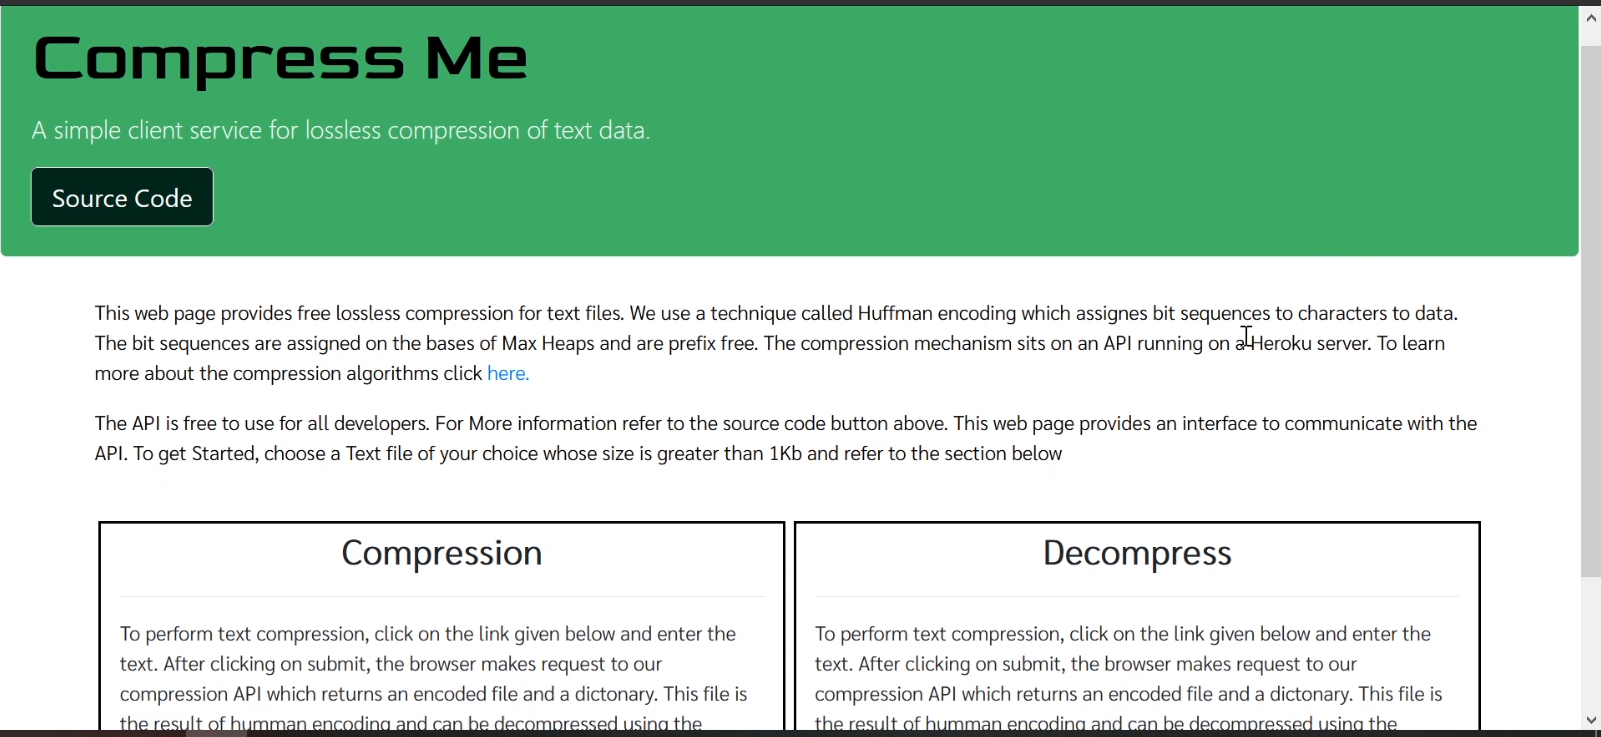 Compress Me
A simple client service for lossless compression of text data.
Source Code
This web page provides free lossless compression for text files. We use a technique called Huffman encoding which assignes bit sequences to characters to data.
The bit sequences are assigned on the bases of Max Heaps and are prefix free. The compression mechanism sits on an API running on a Heroku server. To learn
more about the compression algorithms click here.
The API is free to use for all developers. For More information refer to the source code button above. This web page provides an interface to communicate with the
API. To get Started, choose a Text file of your choice whose size is greater than 1Kb and refer to the section below
Compression
To perform text compression, click on the link given below and enter the
text. After clicking on submit, the browser makes request to our
compression API which returns an encoded file and a dictonary. This file is
the result of humman encoding and can be decompressed using the
Decompress
To perform text compression, click on the link given below and enter the
text. After clicking on submit, the browser makes request to our
compression API which returns an encoded file and a dictonary. This file is
the result of humman encoding and can be decompressed using the